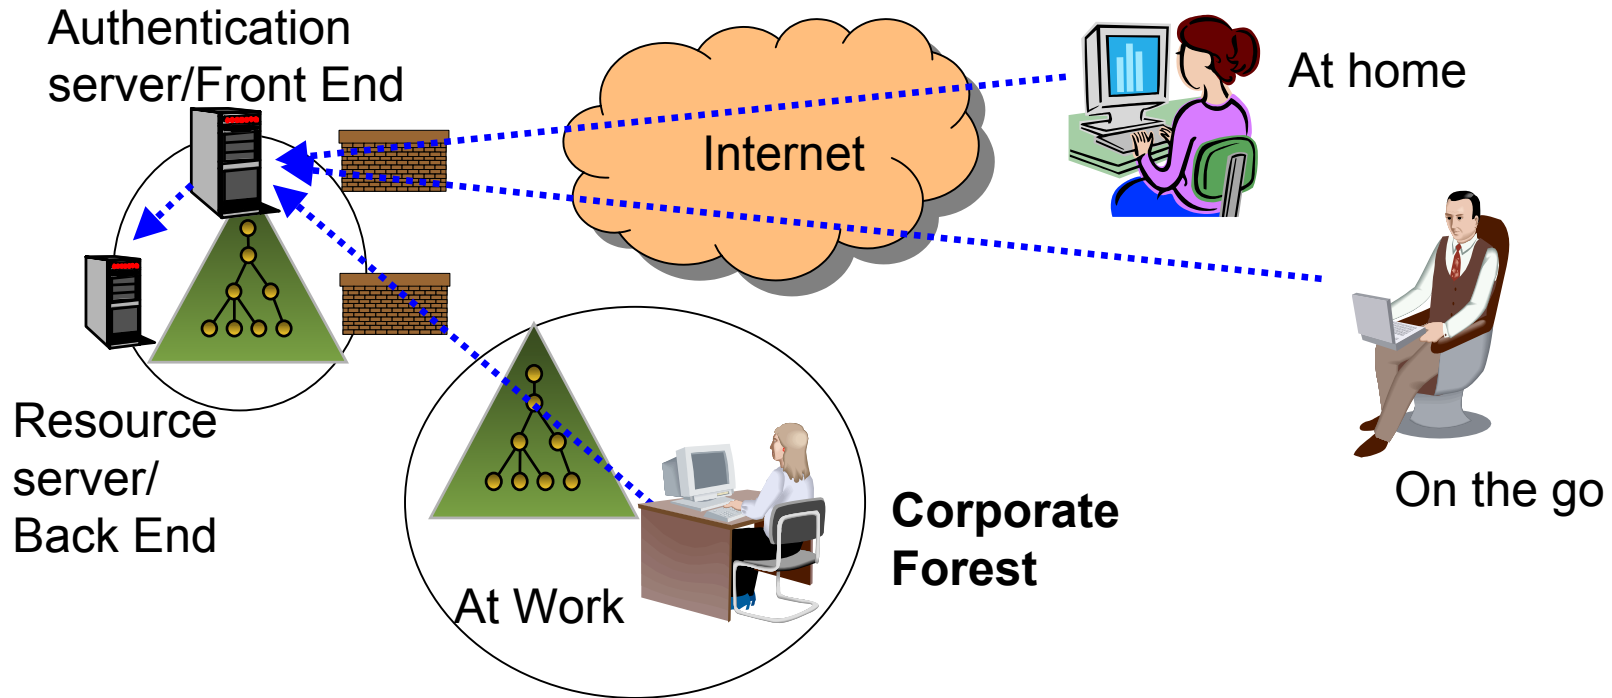 Authentication
server/Front End
At home
Internet
Resource
server/
Back End
On the go
Corporate
Forest
At Work